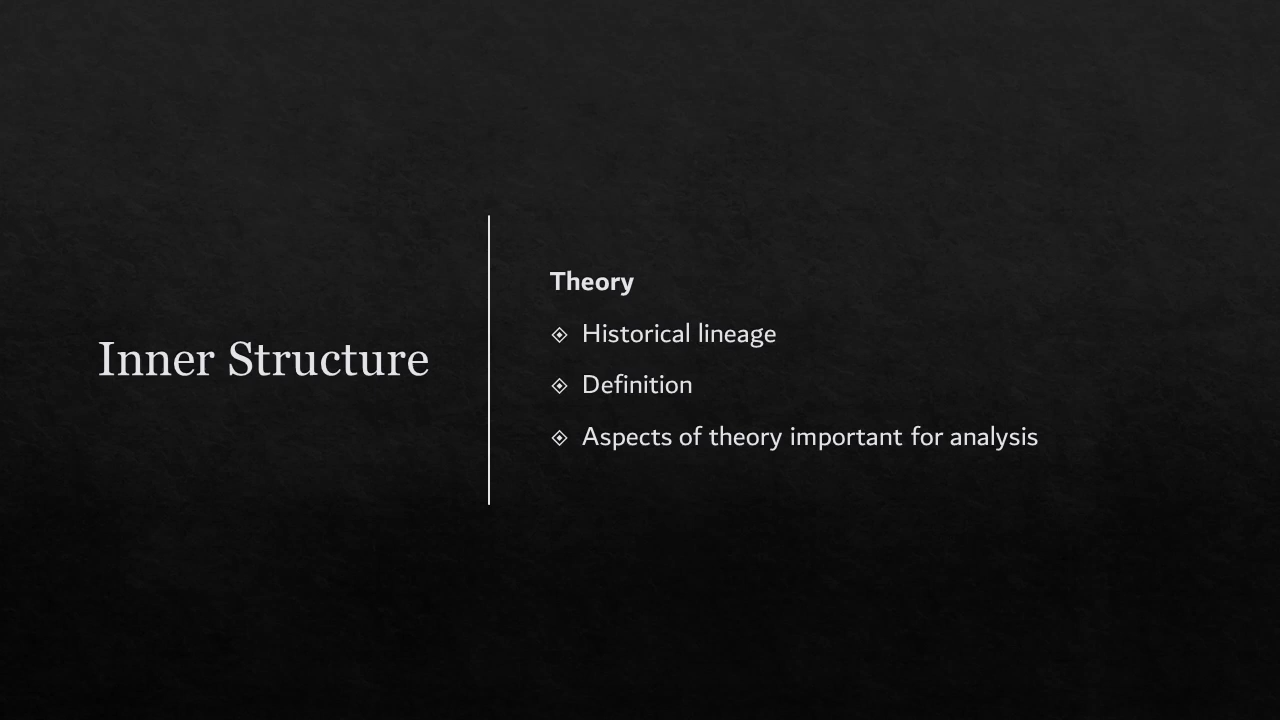 Inner Structure
Theory
Historical lineage
Definition
Aspects of theory important for analysis